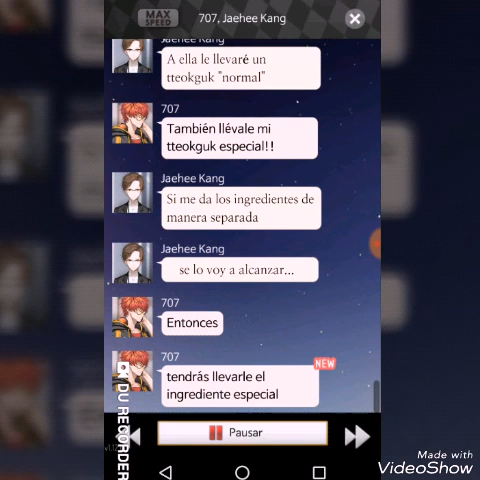 MAX
SPEED
707, Jaehee Kang
Jaehee Kang
A ella le llevaré un
tteokguk "normal"
707
También llévale mi
tteokguk especial!!
Jaehee Kang
Si me da los ingredientes de
manera separada
Jaehee Kang
se lo voy a alcanzar...
707
Entonces
707
NEW
tendrás llevarle el
ingrediente especial
DU RECORDER
Pausar
Made with
VideoShow